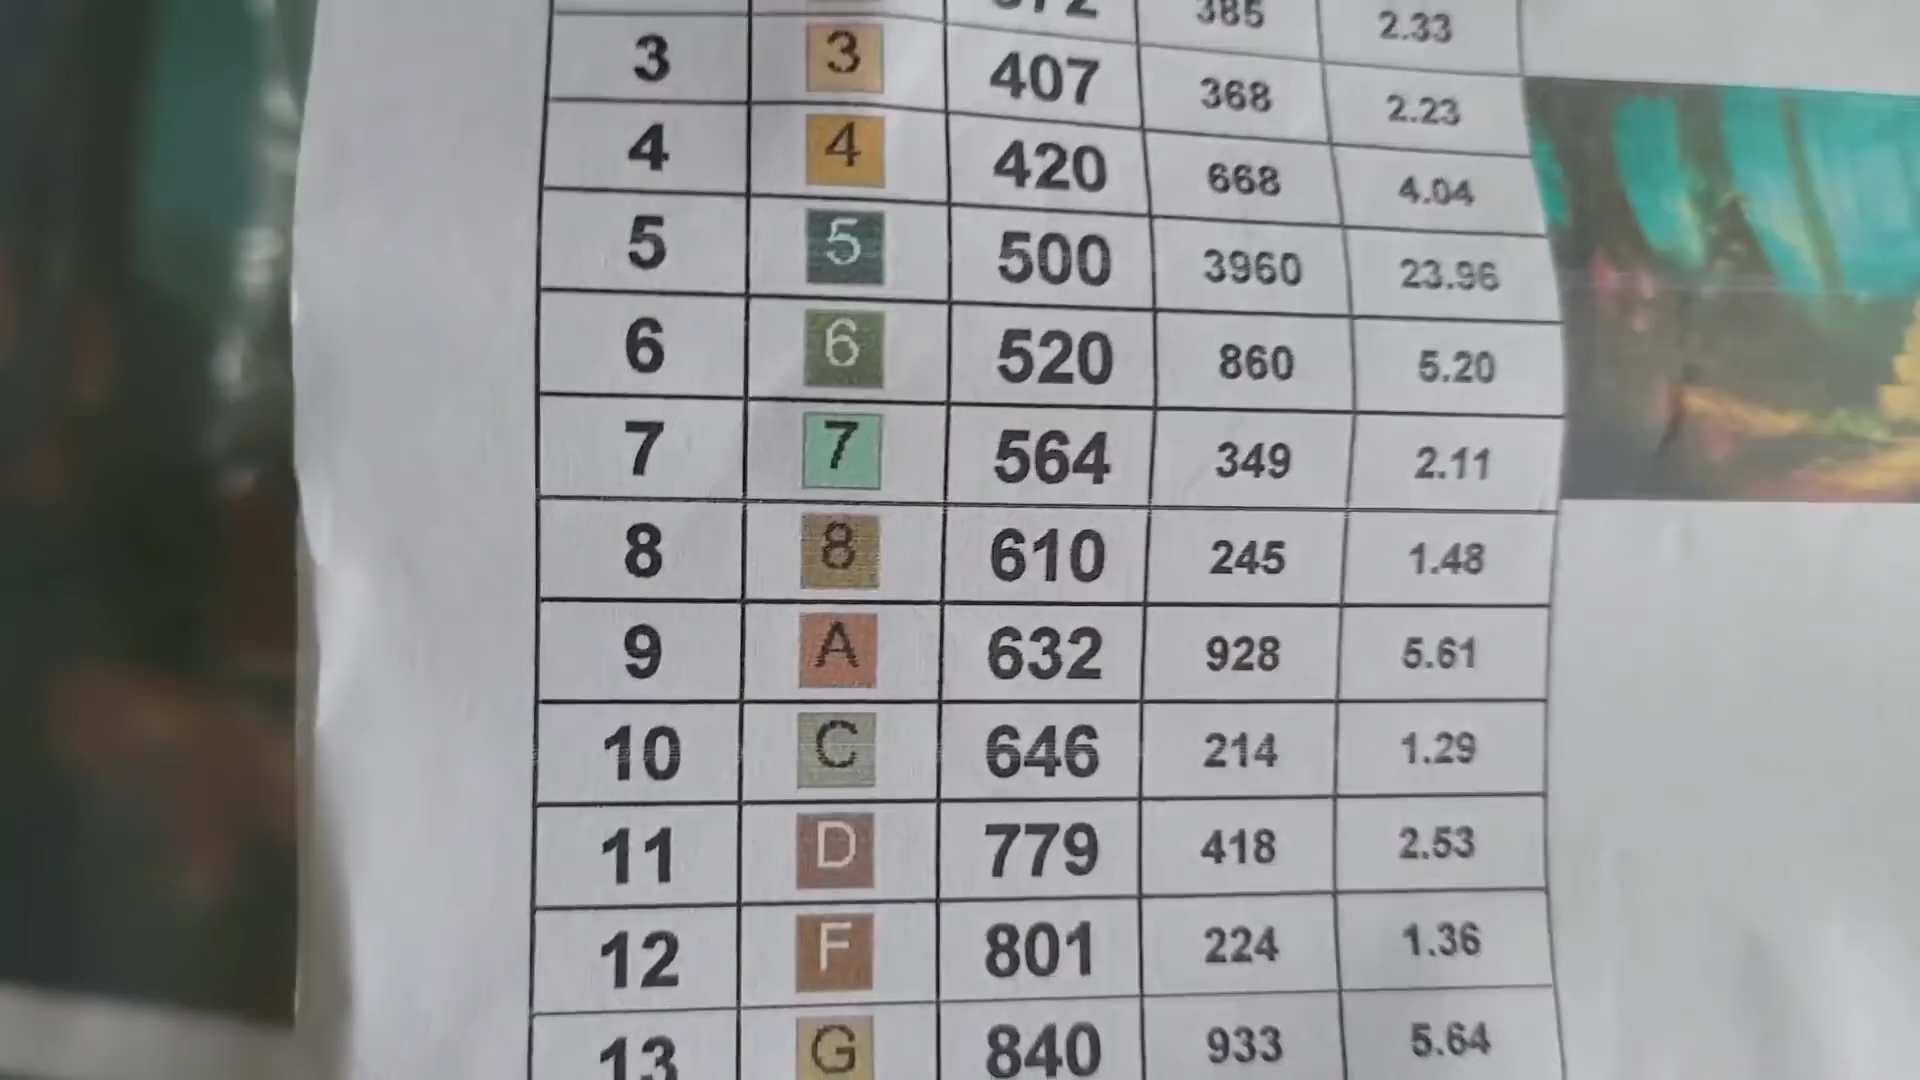 385 2.33
3 3 407 368 2.23
4 4 420 668 4.04
5 5 500 3960 23.96
6 6 520 860 5.20
7 7 564 349 2.11
8 8 610 245 1.48
9 A 632 928 5.61
10 C 646 214 1.29
11 D 779 418 2.53
12 F 801 224 1.36
13 G 840 933 5.64